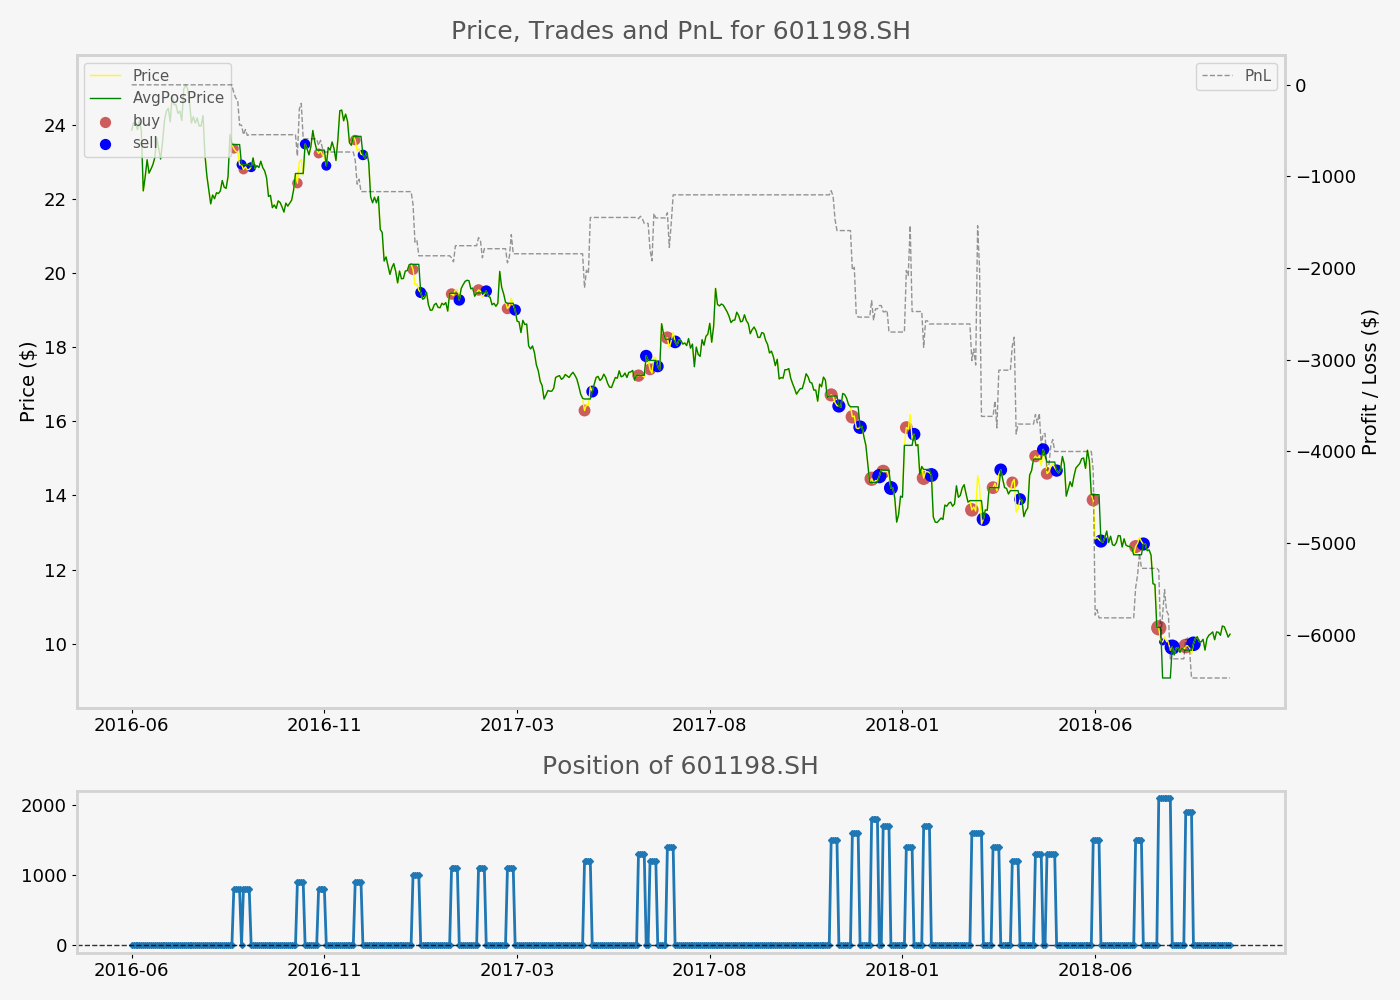 Price, Trades and PnL for 601198.SH
Price
AvgPosPrice
buy
sell
PnL
Price ($)
24
22
20
18
16
14
12
10
0
−1000
−2000
−3000
−4000
−5000
−6000
Profit / Loss ($)
2016-06 2016-11 2017-03 2017-08 2018-01 2018-06
Position of 601198.SH
2000
1000
0
2016-06 2016-11 2017-03 2017-08 2018-01 2018-06